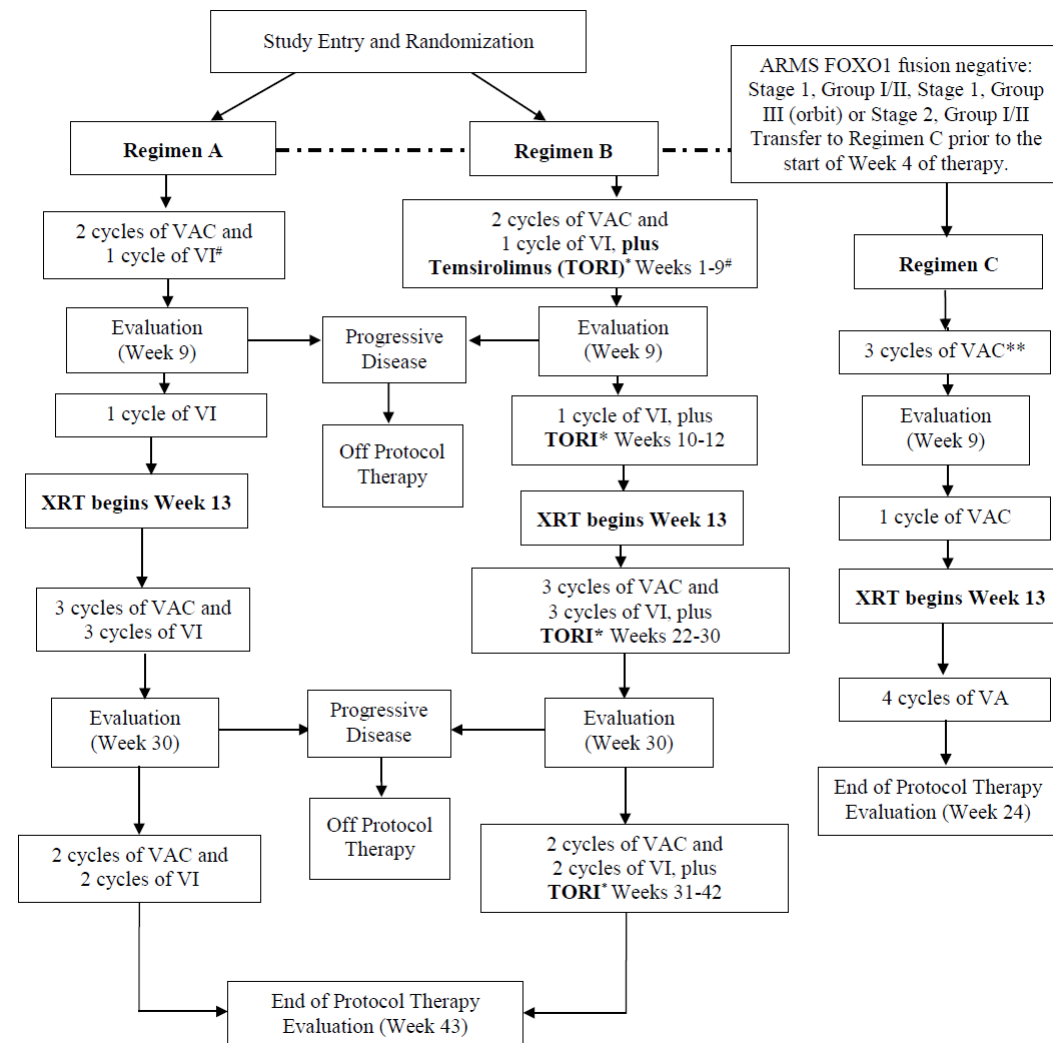 Study Entry and Randomization
ARMS FOXO1 fusion negative:
Stage 1, Group I/II, Stage 1, Group
III (orbit) or Stage 2, Group I/II
Transfer to Regimen C prior to the
start of Week 4 of therapy.
Regimen A
Regimen B
2 cycles of VAC and
1 cycle of VI#
2 cycles of VAC and
1 cycle of VI, plus
Temsirolimus (TORI)* Weeks 1-9#
Regimen C
Evaluation
(Week 9)
Progressive
Disease
Evaluation
(Week 9)
3 cycles of VAC**
1 cycle of VI
Off Protocol
Therapy
1 cycle of VI, plus
TORI* Weeks 10-12
Evaluation
(Week 9)
XRT begins Week 13
XRT begins Week 13
1 cycle of VAC
3 cycles of VAC and
3 cycles of VI
3 cycles of VAC and
3 cycles of VI, plus
TORI* Weeks 22-30
XRT begins Week 13
Evaluation
(Week 30)
Progressive
Disease
Evaluation
(Week 30)
4 cycles of VA
Off Protocol
Therapy
End of Protocol Therapy
Evaluation (Week 24)
2 cycles of VAC and
2 cycles of VI
2 cycles of VAC and
2 cycles of VI, plus
TORI* Weeks 31-42
End of Protocol Therapy
Evaluation (Week 43)